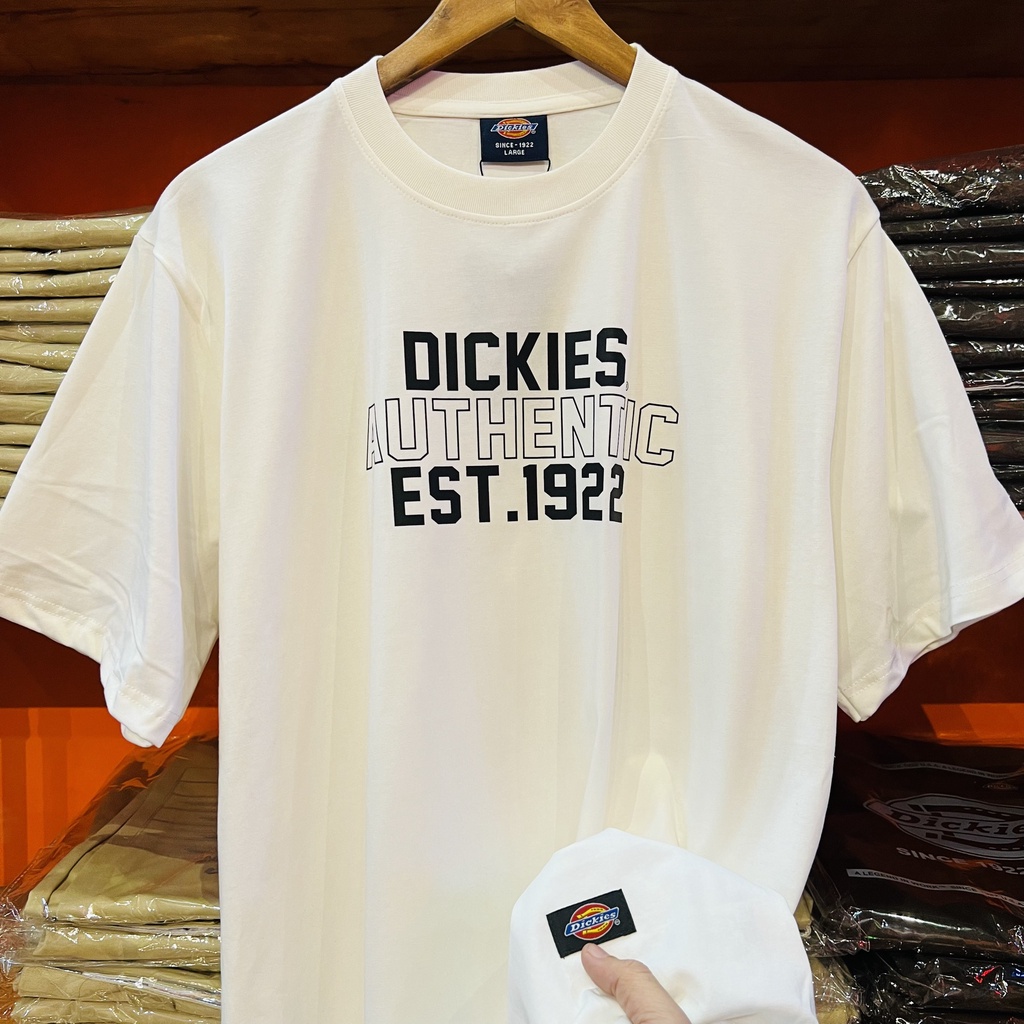 Dickies
SINCE-1922
LARGE
DICKIES
AUTHENTIC
EST.1922
Dickies
Dickies
SINCE 1922